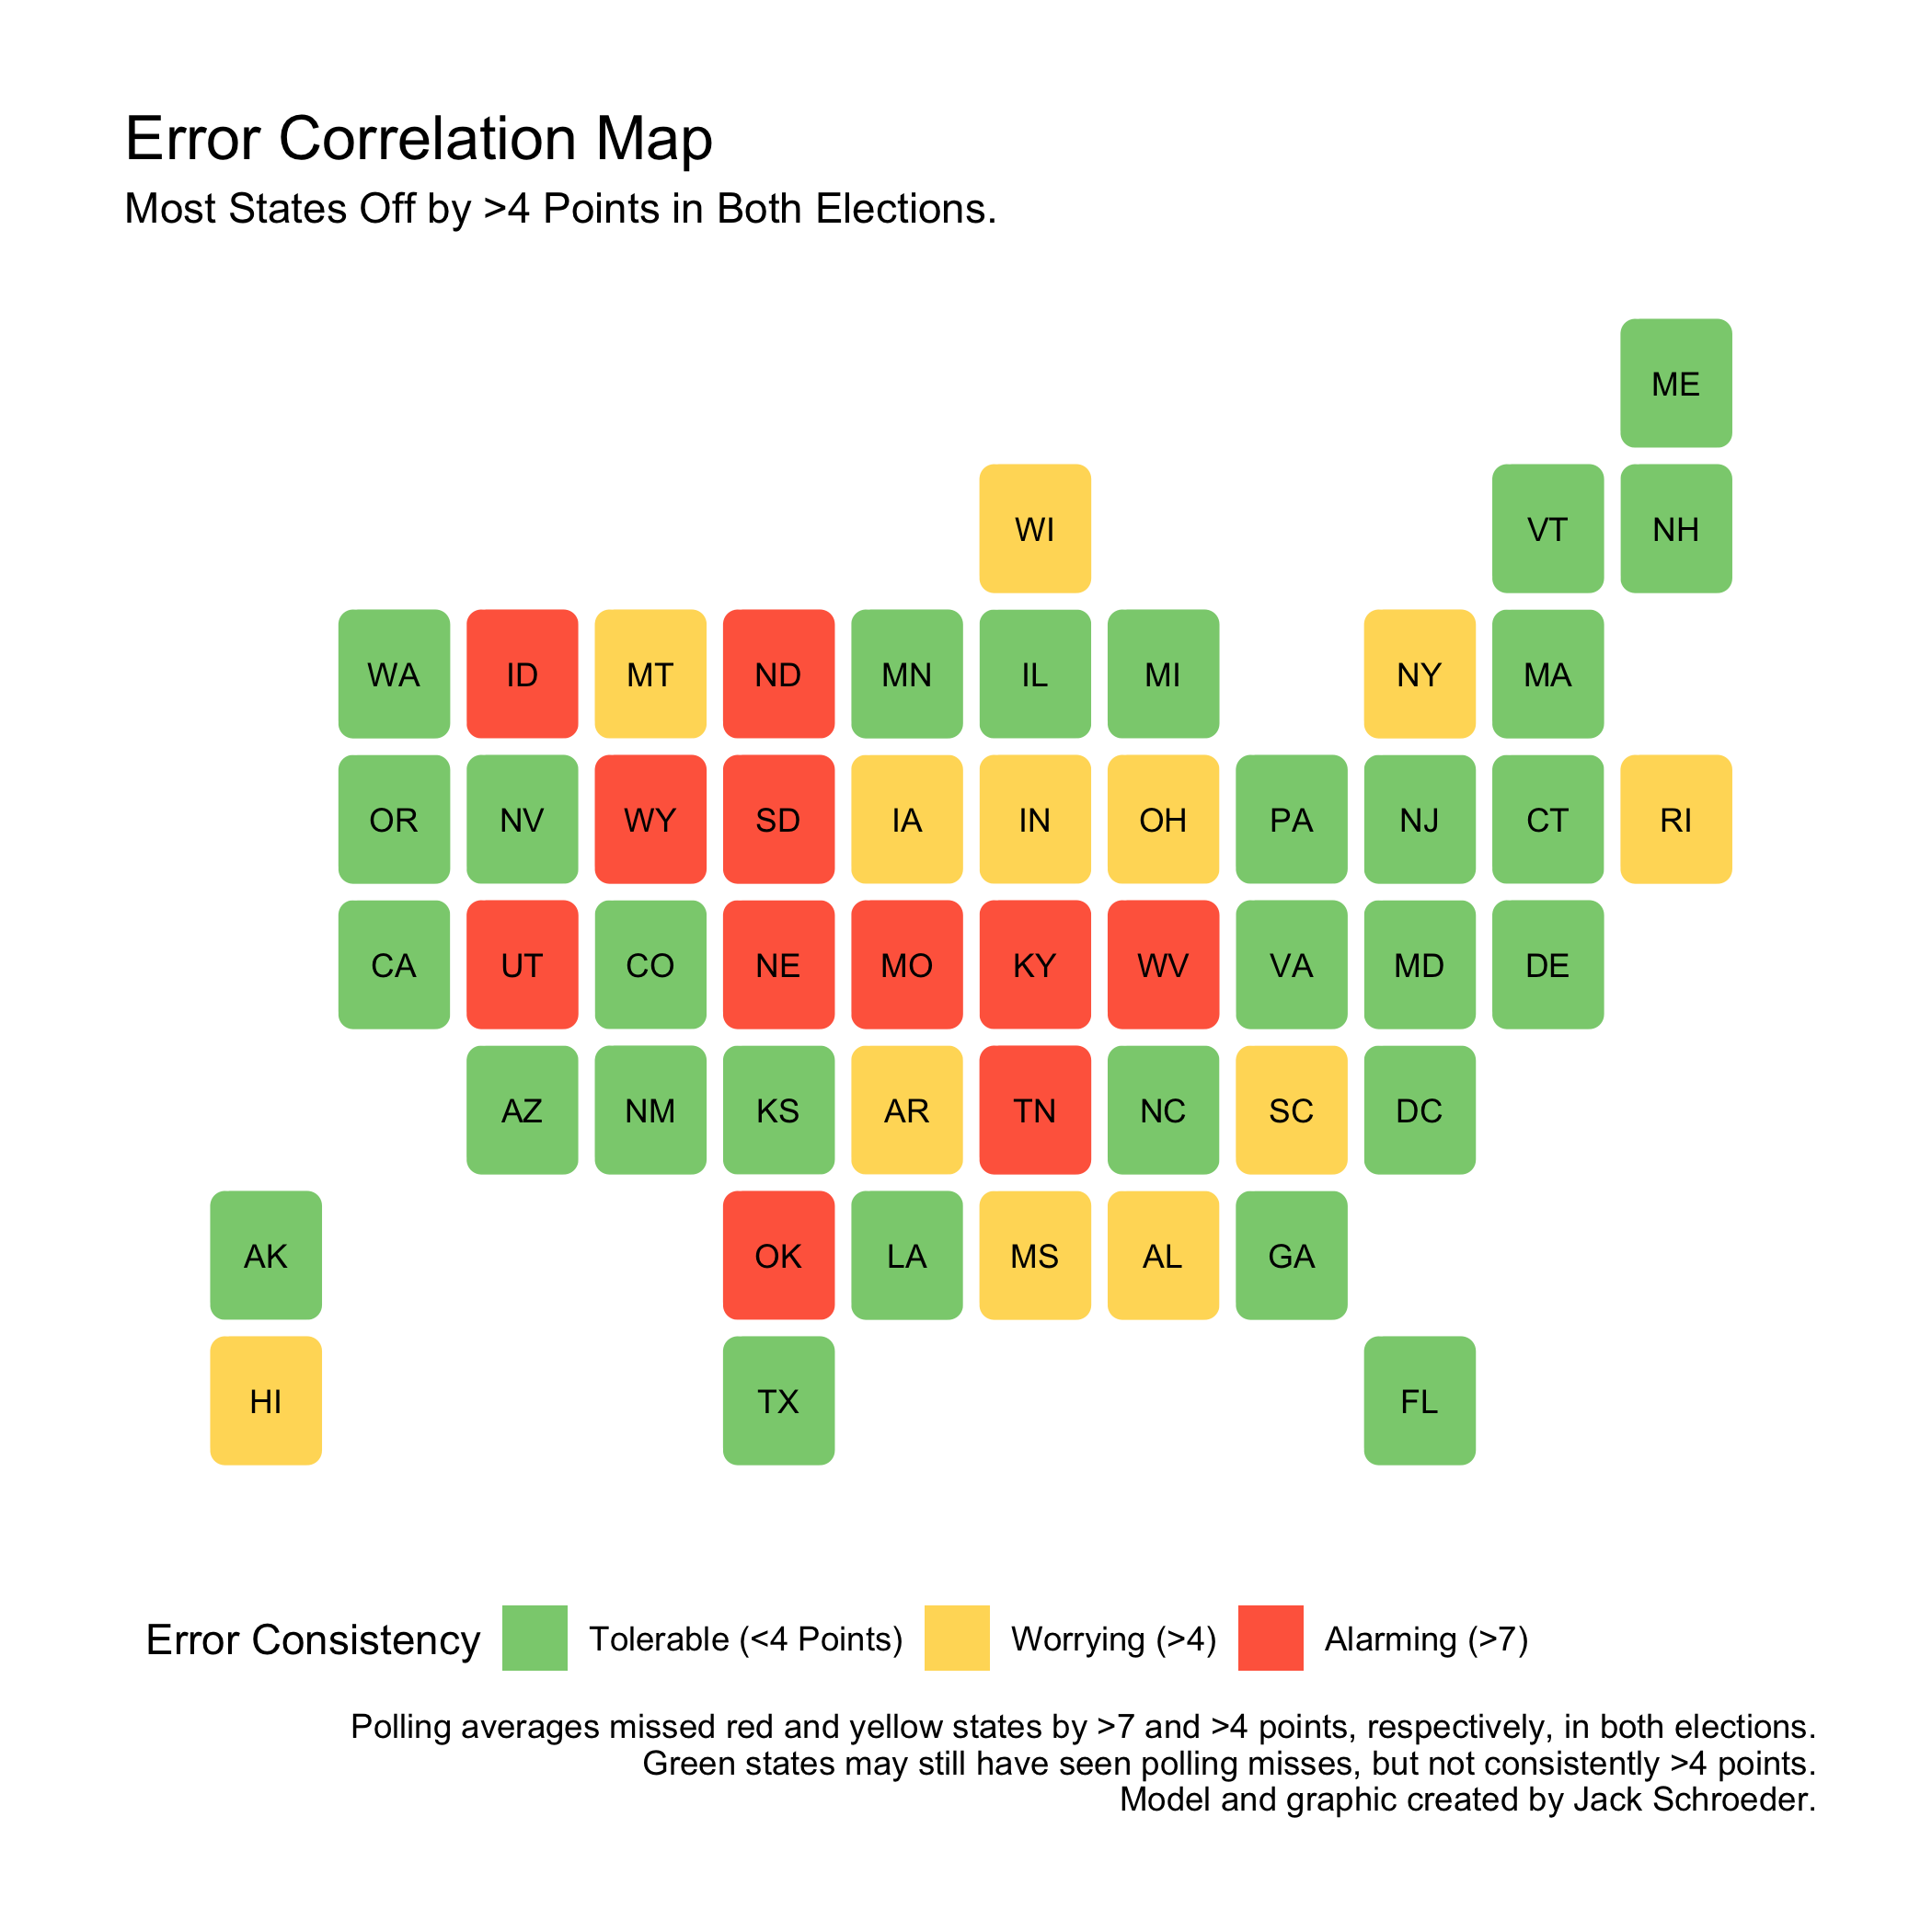 Error Correlation Map
Most States Off by >4 Points in Both Elections.
ME
WI VT NH
WA ID MT ND MN IL MI NY MA
OR NV WY SD IA IN OH PA NJ CT RI
CA UT CO NE MO KY WV VA MD DE
AZ NM KS AR TN NC SC DC
AK OK LA MS AL GA
HI TX FL
Error Consistency Tolerable (<4 Points) Worrying (>4) Alarming (>7)
Polling averages missed red and yellow states by >7 and >4 points, respectively, in both elections.
Green states may still have seen polling misses, but not consistently >4 points.
Model and graphic created by Jack Schroeder.